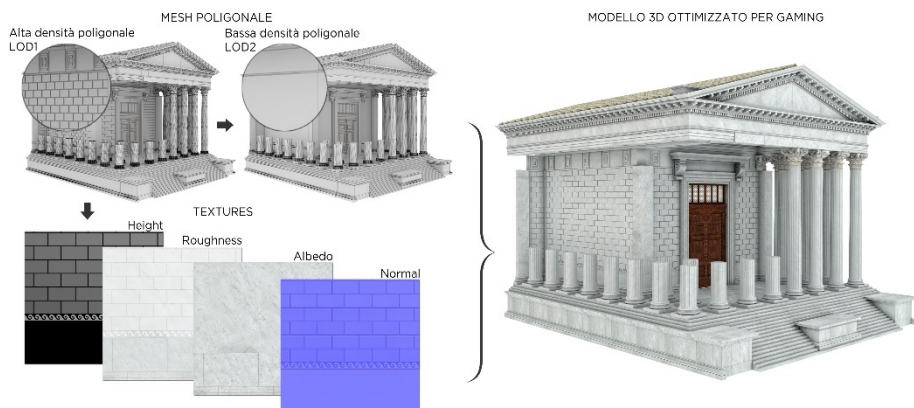 MESH POLIGONALE
MODELLO 3D OTTIMIZZATO PER GAMING
Alta densità poligonale
LOD1
Bassa densità poligonale
LOD2
TEXTURES
Height
Roughness
Albedo
Normal